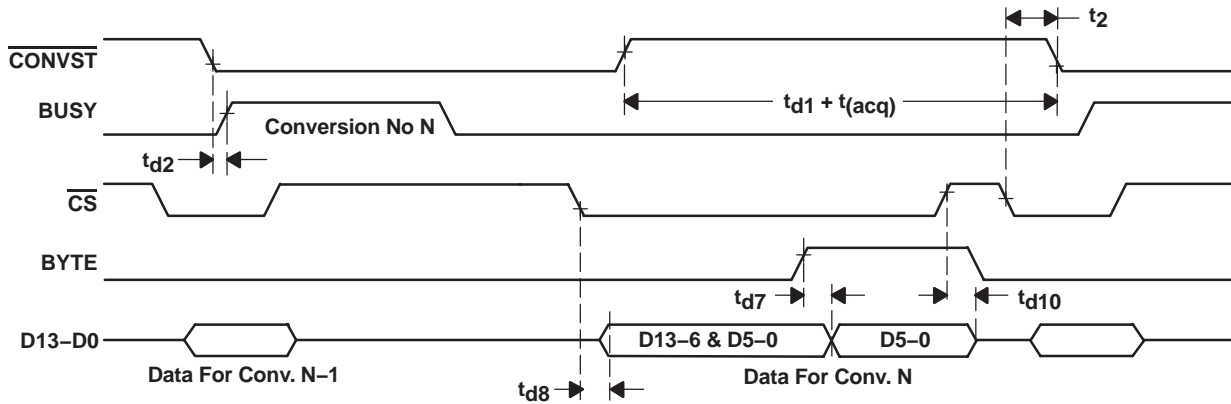 t2
CONVST
td1 + t(acq)
BUSY
Conversion No N
td2
CS
BYTE
td7
td10
D13–D0
D13–6 & D5–0
D5–0
Data For Conv. N–1
Data For Conv. N
td8